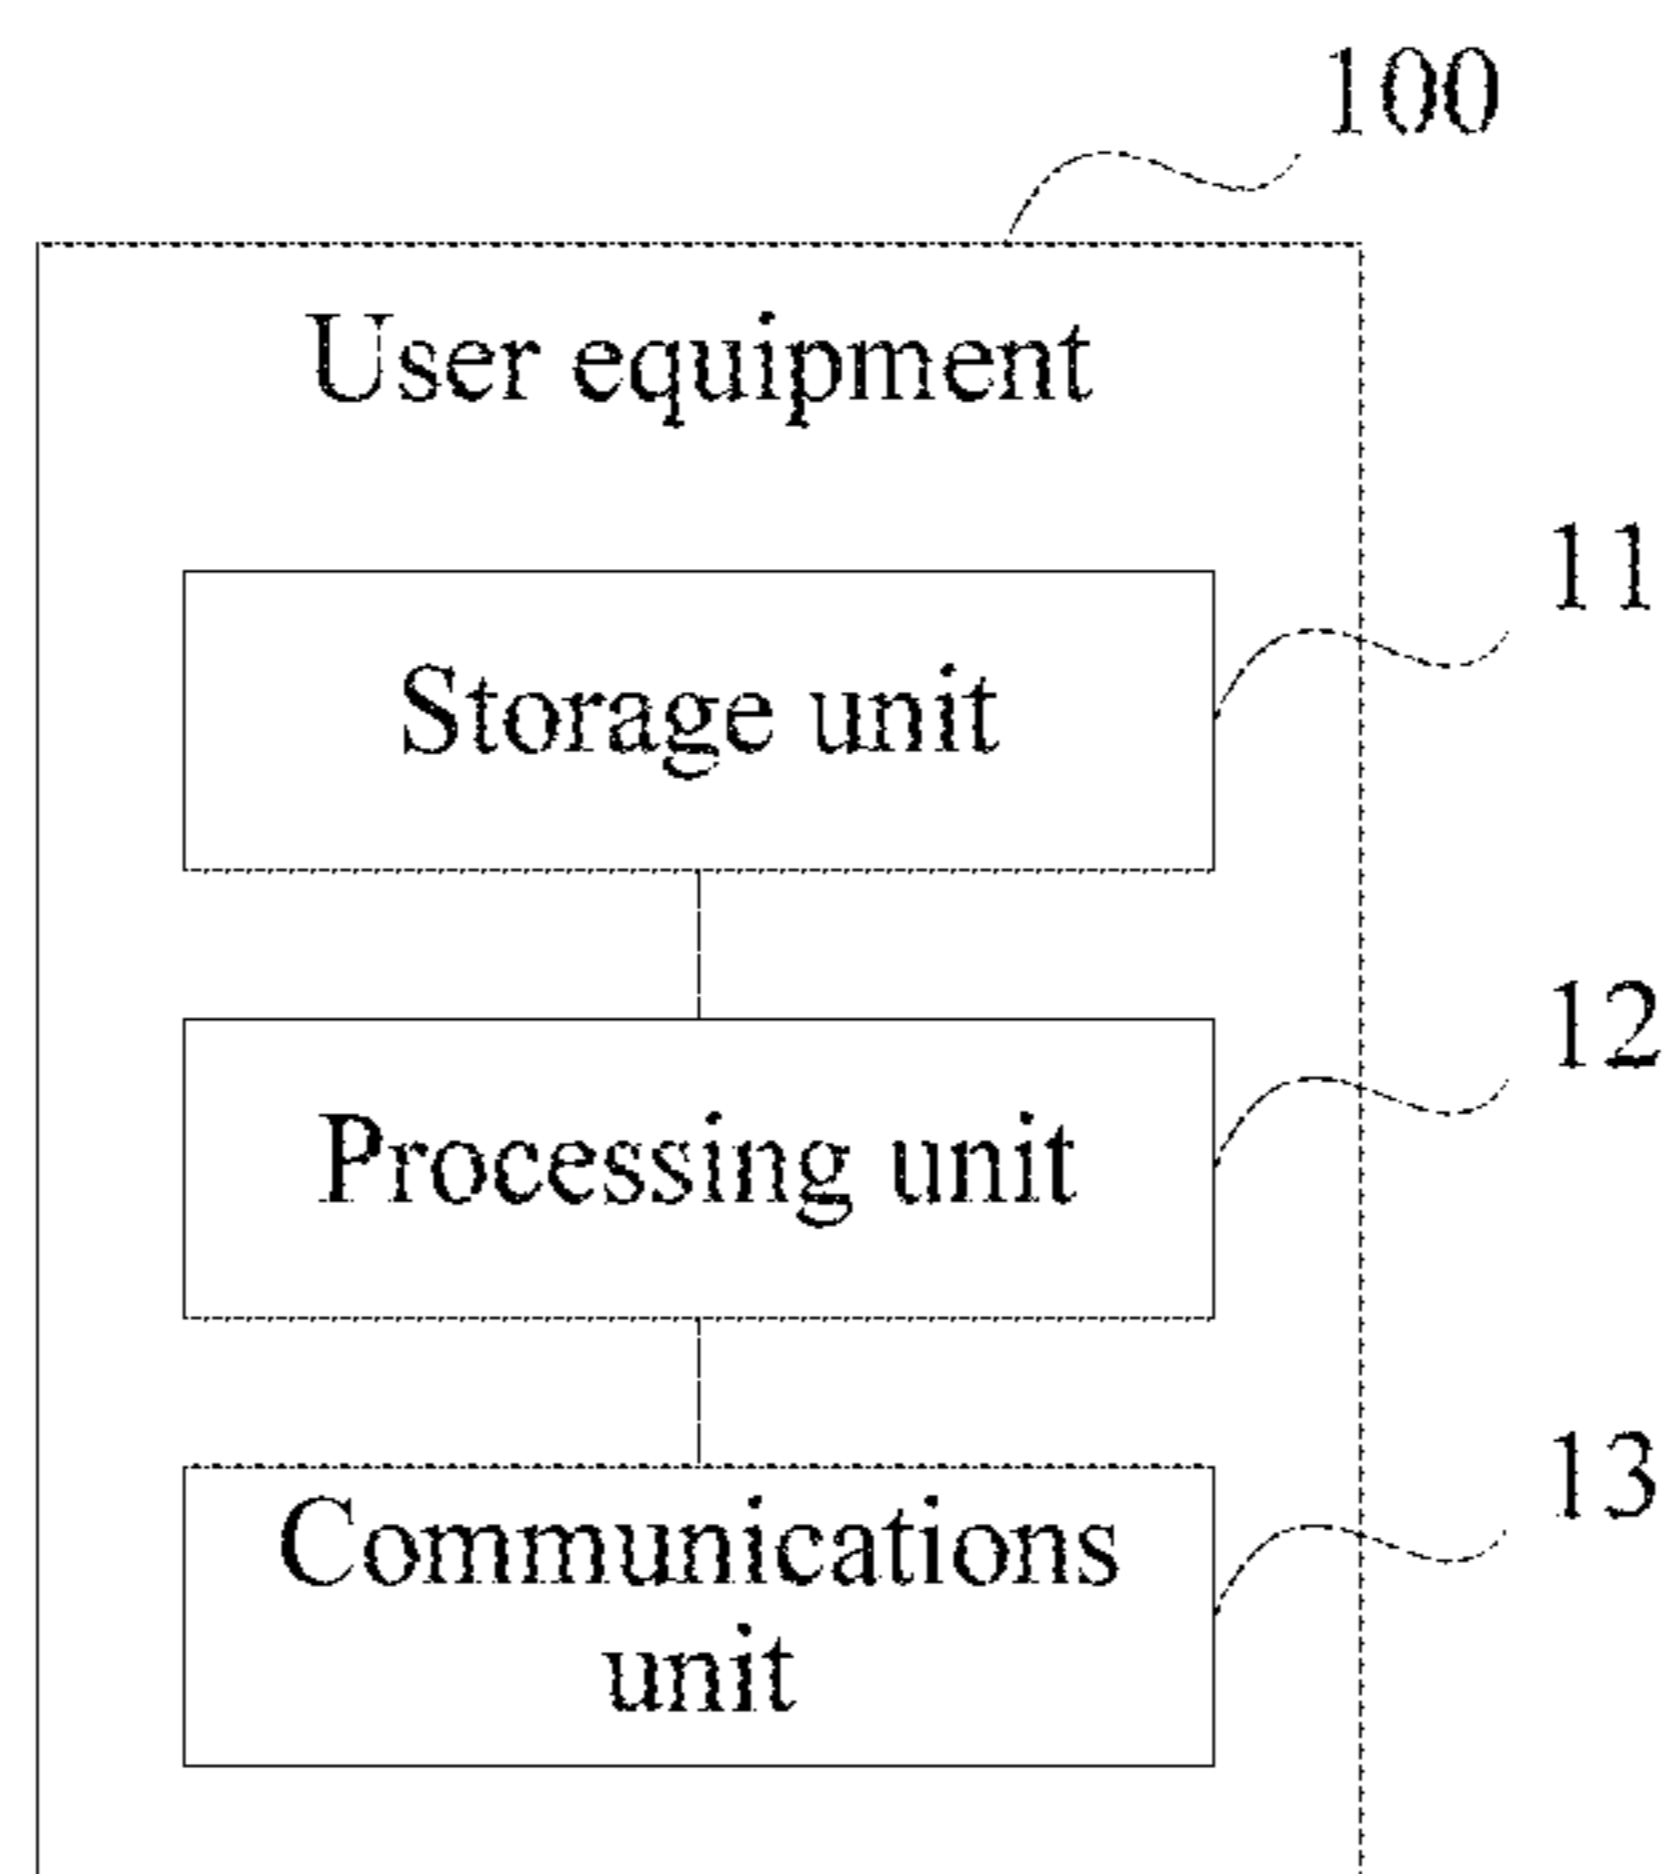 100
User equipment
11
Storage unit
12
Processing unit
13
Communications
unit